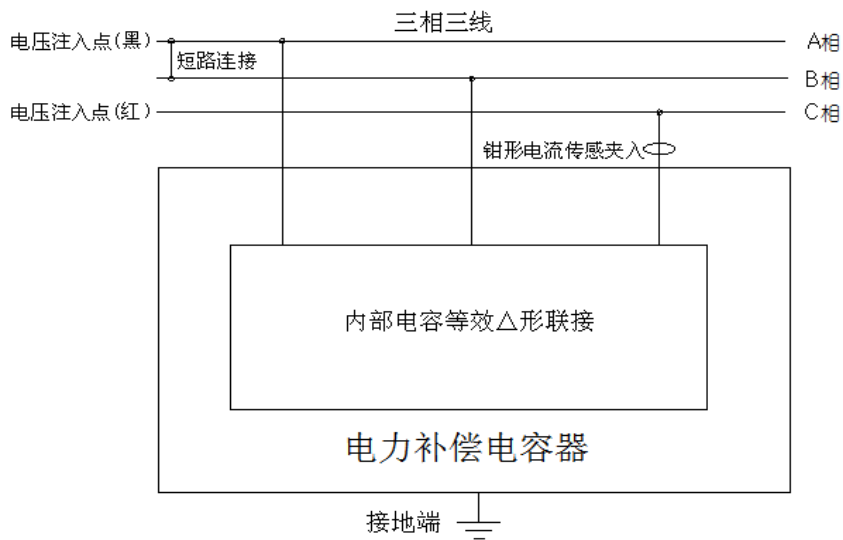 三相三线
电压注入点(黑)
A相
短路连接
B相
电压注入点(红)
C相
钳形电流传感夹入
内部电容等效△形联接
电力补偿电容器
接地端